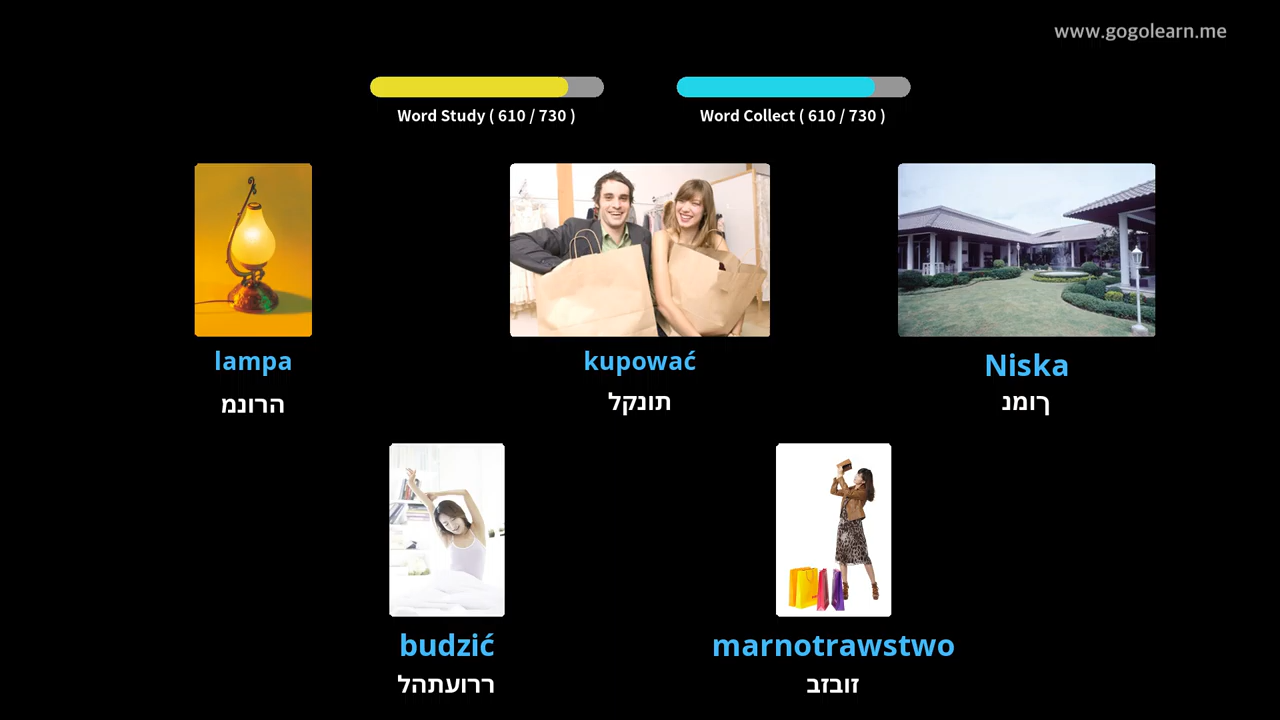 www.gogolearn.me
Word Study ( 610 / 730 )
Word Collect ( 610 / 730 )
lampa
הרונמ
kupować
תונקל
Niska
ךומנ
budzić
ררועתהל
marnotrawstwo
זובזב